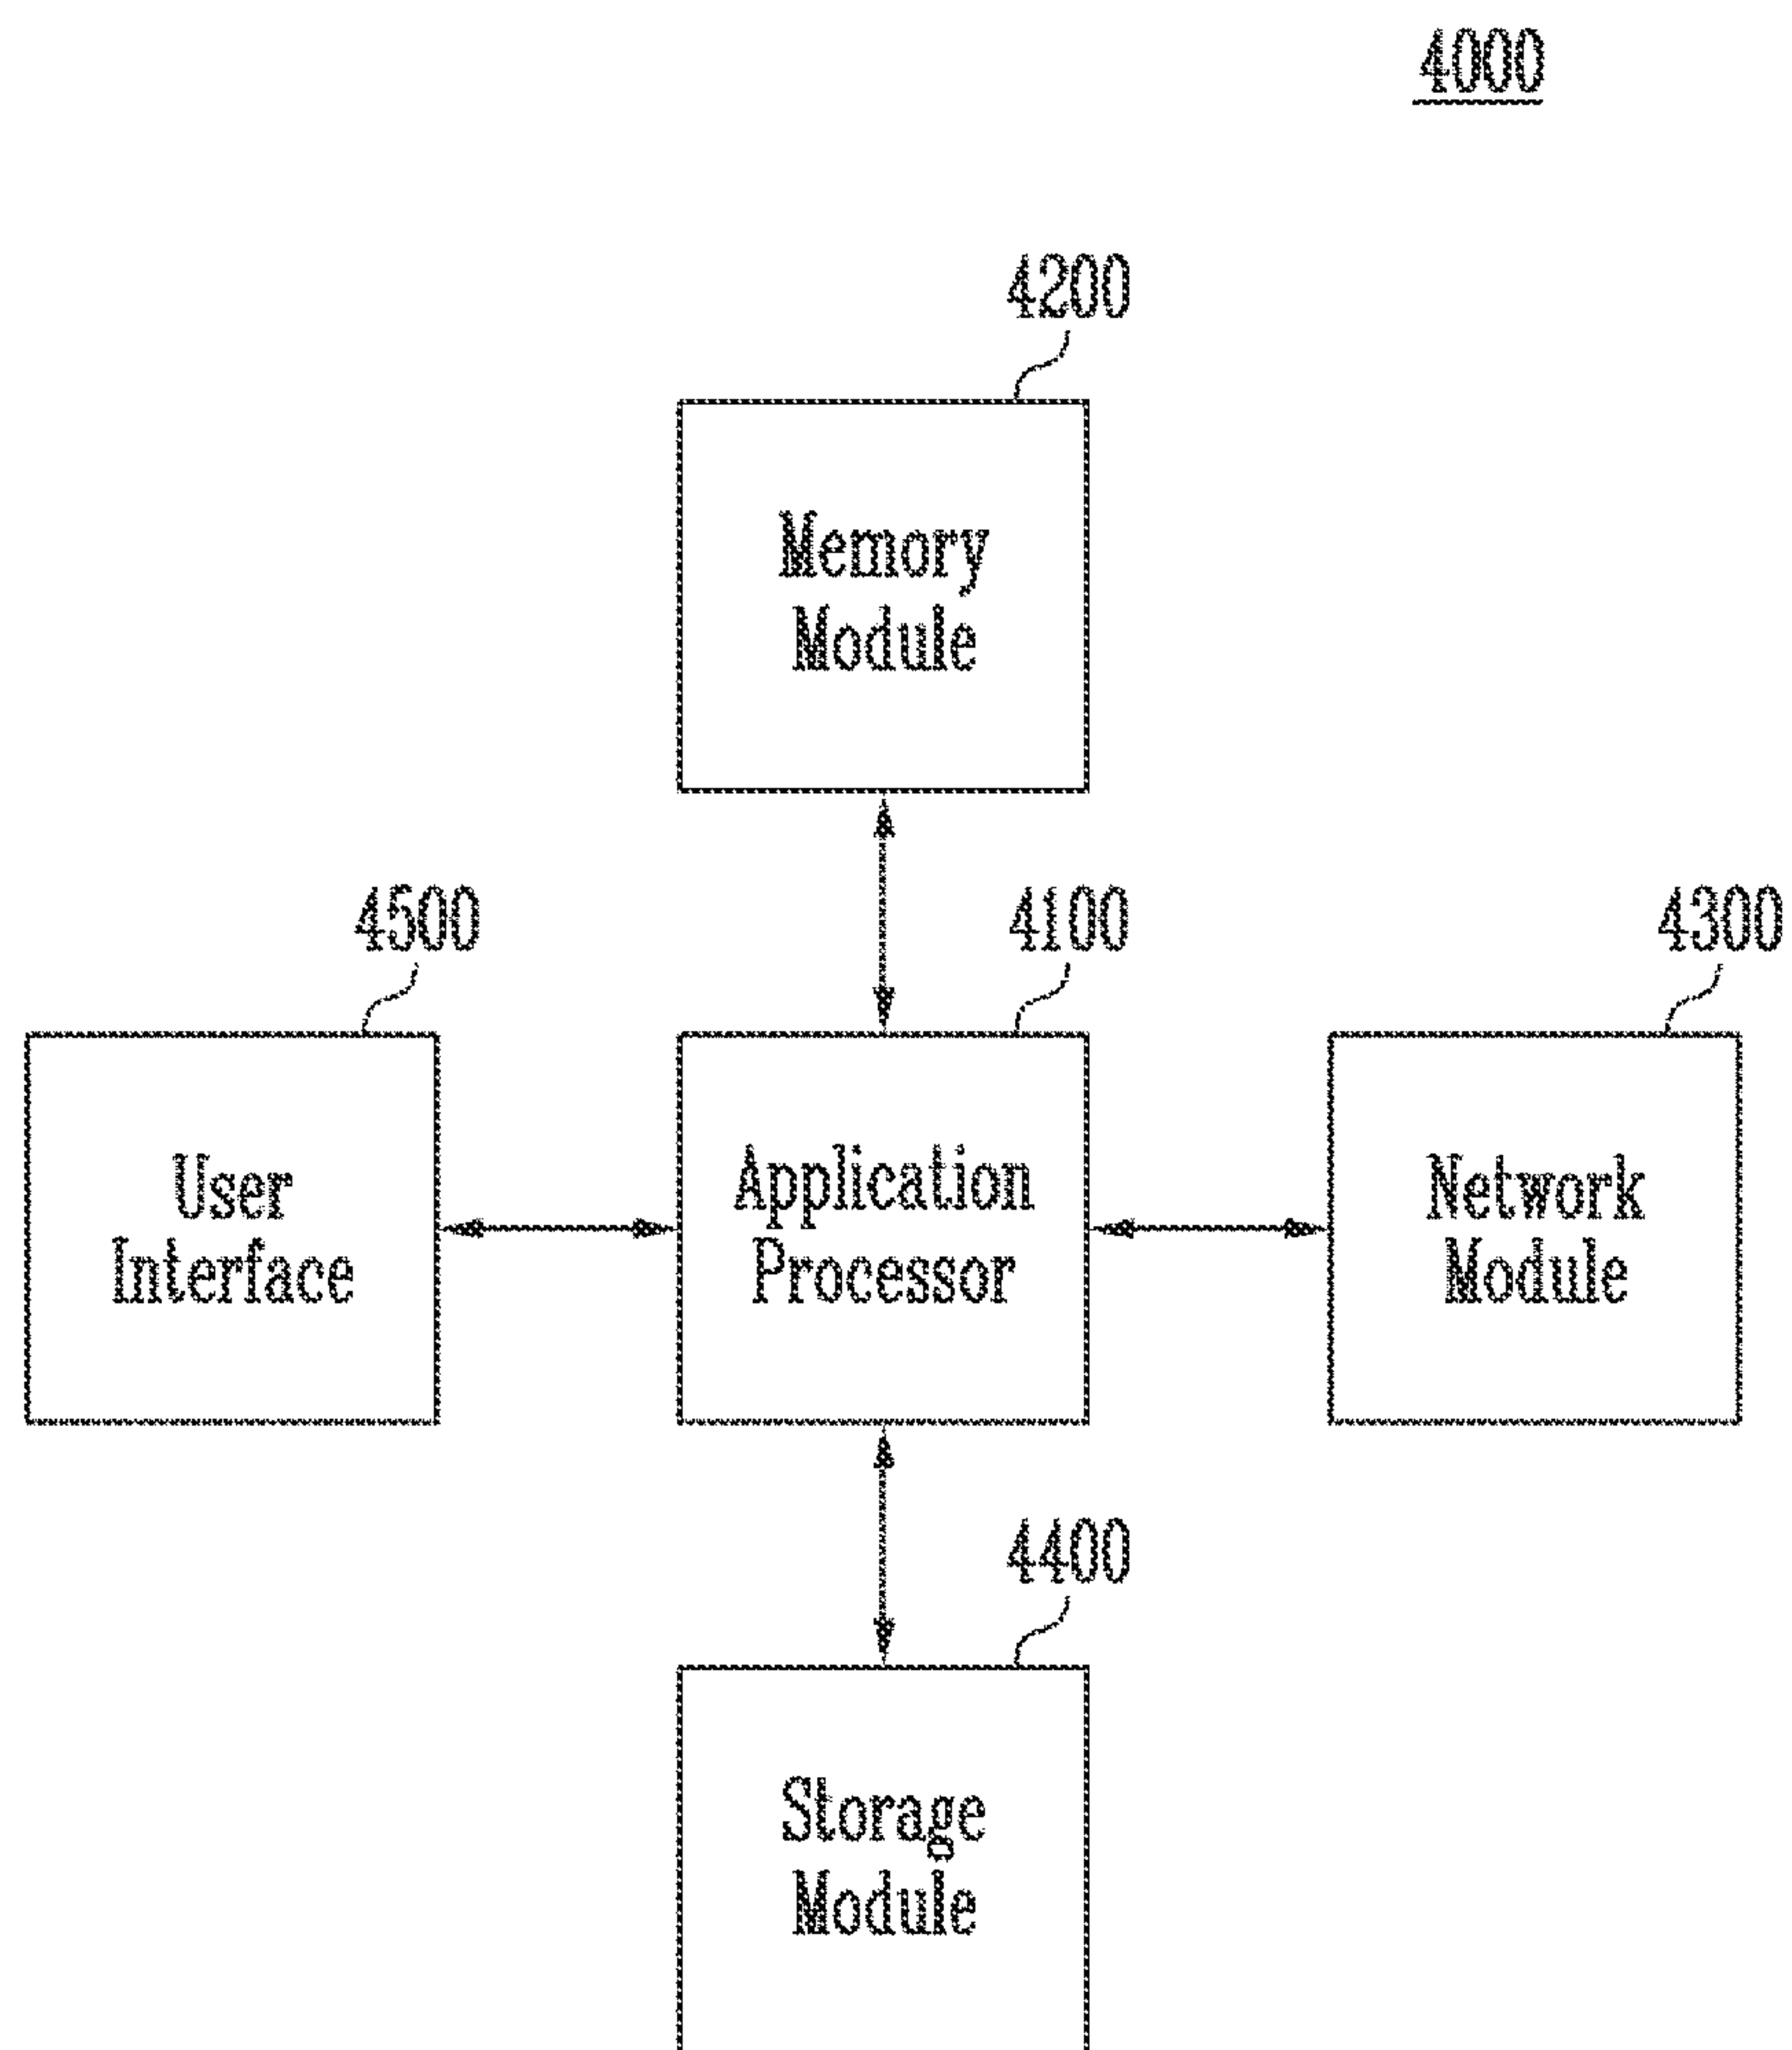 4000
4200
Memory
Module
4500
4100
4300
User
Interface
Application
Processor
Network
Module
4400
Storage
Module